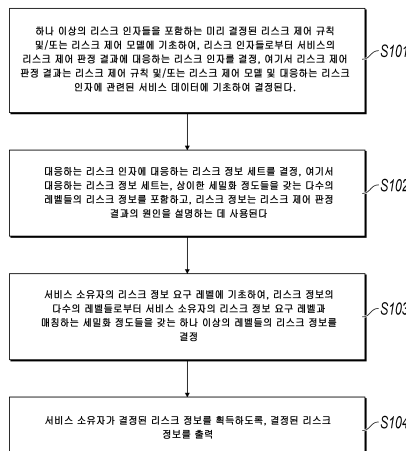 하나 이상의 리스크 인자들을 포함하는 미리 결정된 리스크 제어 규칙
및/또는 리스크 제어 모델에 기초하여, 리스크 인자들로부터 서비스의
리스크 제어 판정 결과에 대응하는 리스크 인자를 결정, 여기서 리스크 제어
판정 결과는 리스크 제어 규칙 및/또는 리스크 제어 모델 및 대응하는 리스크
인자에 관련된 서비스 데이터에 기초하여 결정된다.
S101
대응하는 리스크 인자에 대응하는 리스크 정보 세트를 결정, 여기서
대응하는 리스크 정보 세트는, 상이한 세밀화 정도들을 갖는 다수의
레벨들의 리스크 정보를 포함하고, 리스크 정보는 리스크 제어 판정
결과의 원인을 설명하는 데 사용된다
S102
서비스 소유자의 리스크 정보 요구 레벨에 기초하여, 리스크 정보의
다수의 레벨들로부터 서비스 소유자의 리스크 정보 요구 레벨과
매칭하는 세밀화 정도들을 갖는 하나 이상의 레벨들의 리스크 정보를
결정
S103
서비스 소유자가 결정된 리스크 정보를 획득하도록, 결정된 리스크
정보를 출력
S104